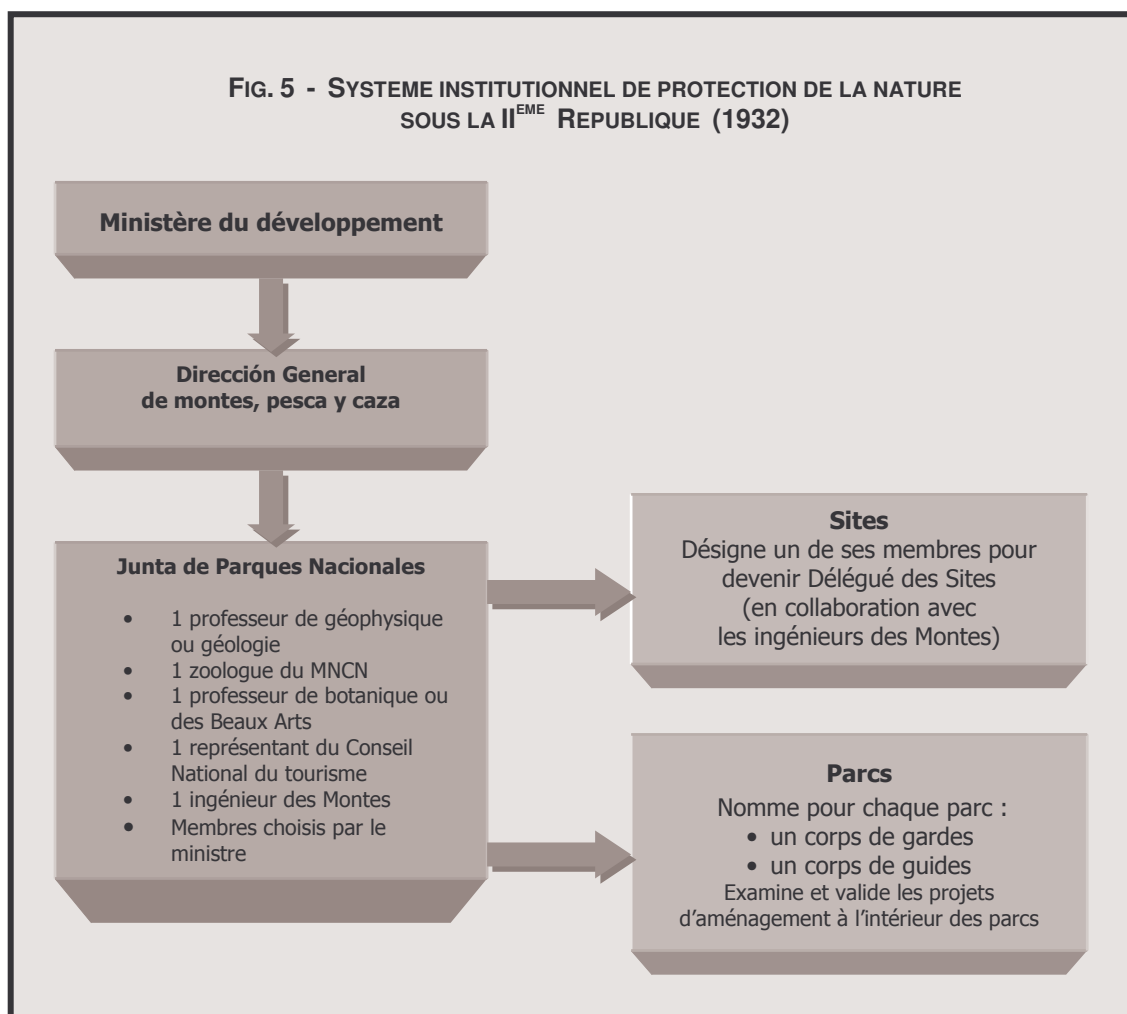 FIG. 5 - SYSTEME INSTITUTIONNEL DE PROTECTION DE LA NATURE
SOUS LA IIEME REPUBLIQUE (1932)
Ministère du développement
Dirección General
de montes, pesca y caza
Junta de Parques Nacionales
• 1 professeur de géophysique
ou géologie
• 1 zoologue du MNCN
• 1 professeur de botanique ou
des Beaux Arts
• 1 représentant du Conseil
National du tourisme
• 1 ingénieur des Montes
• Membres choisis par le
ministre
Sites
Désigne un de ses membres pour
devenir Délégué des Sites
(en collaboration avec
les ingénieurs des Montes)
Parcs
Nomme pour chaque parc :
• un corps de gardes
• un corps de guides
Examine et valide les projets
d’aménagement à l’intérieur des parcs